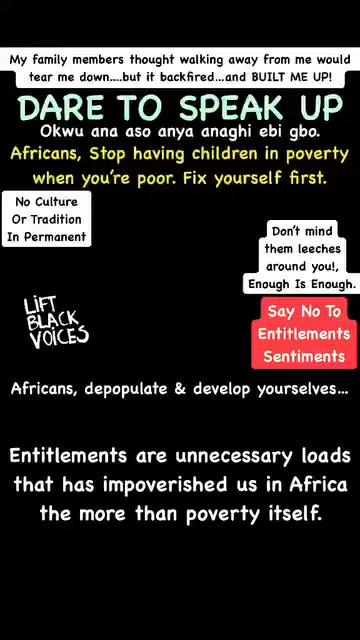 My family members thought walking away from me would
tear me down....but it backfired...and BUILT ME UP!
DARE TO SPEAK UP
Okwu ana aso anya anaghi ebi gbo.
Africans, Stop having children in poverty
when you're poor. Fix yourself first.
No Culture
Or Tradition
In Permanent
Don't mind
them leeches
around you!,
Enough Is Enough.
LiFT
BLACK
VOICES
Say No To
Entitlements
Sentiments
Africans, depopulate & develop yourselves...
Entitlements are unnecessary loads
that has impoverished us in Africa
the more than poverty itself.